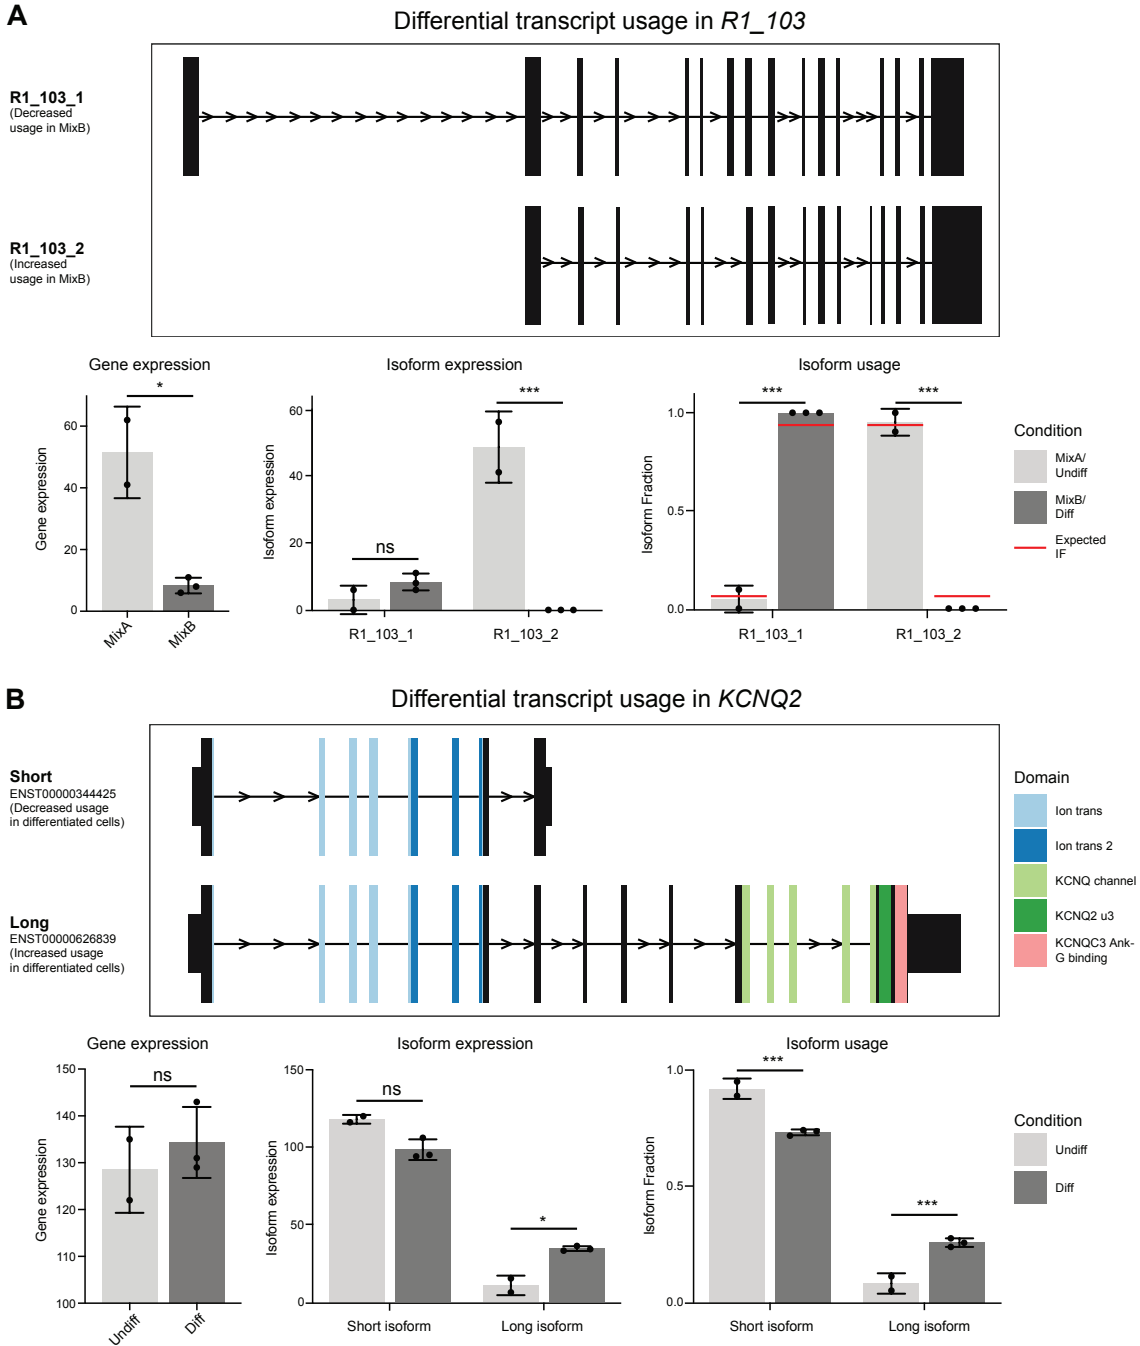 A
Differential transcript usage in R1_103
R1_103_1
(Decreased
usage in MixB)
R1_103_2
(Increased
usage in MixB)
Gene expression
*
Gene expression
60
40
20
0
MixA
MixB
Isoform expression
ns
***
Isoform expression
60
40
20
0
R1_103_1
R1_103_2
Isoform usage
***
***
Isoform Fraction
1.0
0.5
0.0
R1_103_1
R1_103_2
Condition
MixA/
Undiff
MixB/
Diff
Expected
IF
B
Differential transcript usage in KCNQ2
Short
ENST00000344425
(Decreased usage
in differentiated cells)
Long
ENST00000626839
(Increased usage
in differentiated cells)
Domain
Ion trans
Ion trans 2
KCNQ channel
KCNQ2 u3
KCNQC3 Ank-
G binding
Gene expression
ns
Gene expression
150
140
130
120
110
100
Undiff
Diff
Isoform expression
ns
*
Isoform expression
150
100
50
0
Short isoform
Long isoform
Isoform usage
***
***
Isoform Fraction
1.0
0.5
0.0
Short isoform
Long isoform
Condition
Undiff
Diff